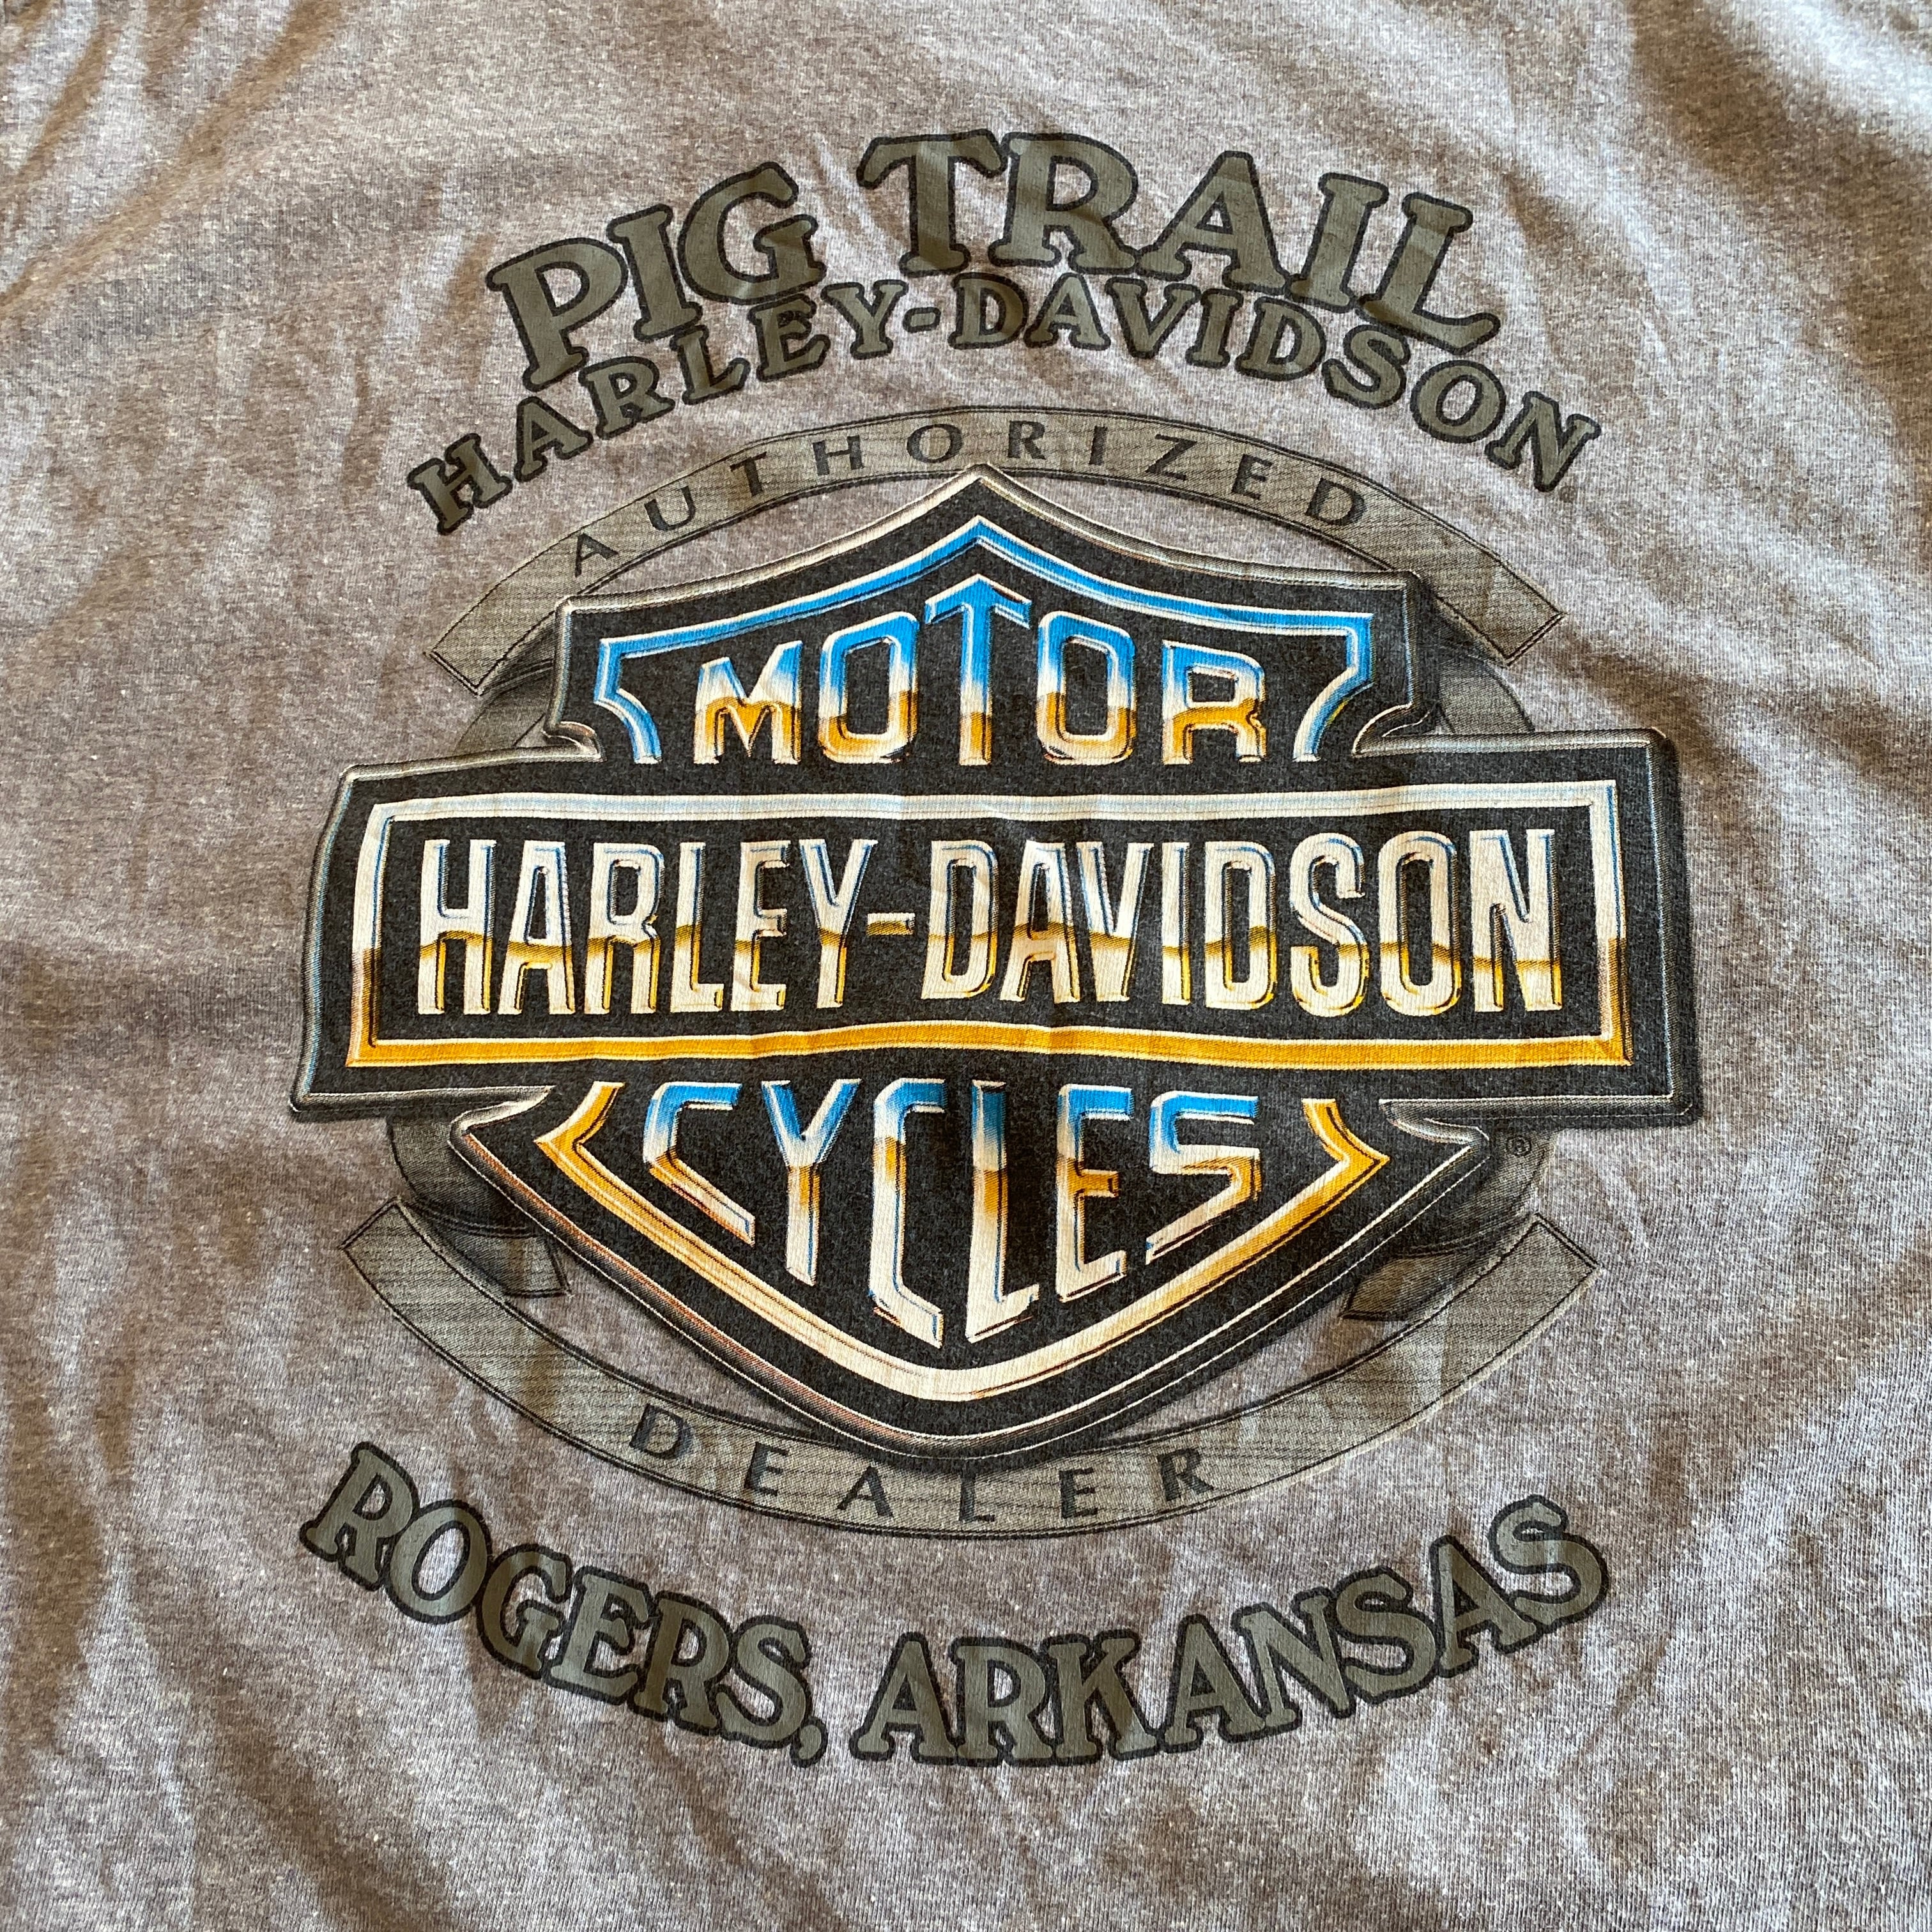 PIG TRAIL
HARLEY-DAVIDSON
AUTHORIZED
MOTOR
HARLEY-DAVIDSON
CYCLES
®
DEALER
ROGERS, ARKANSAS